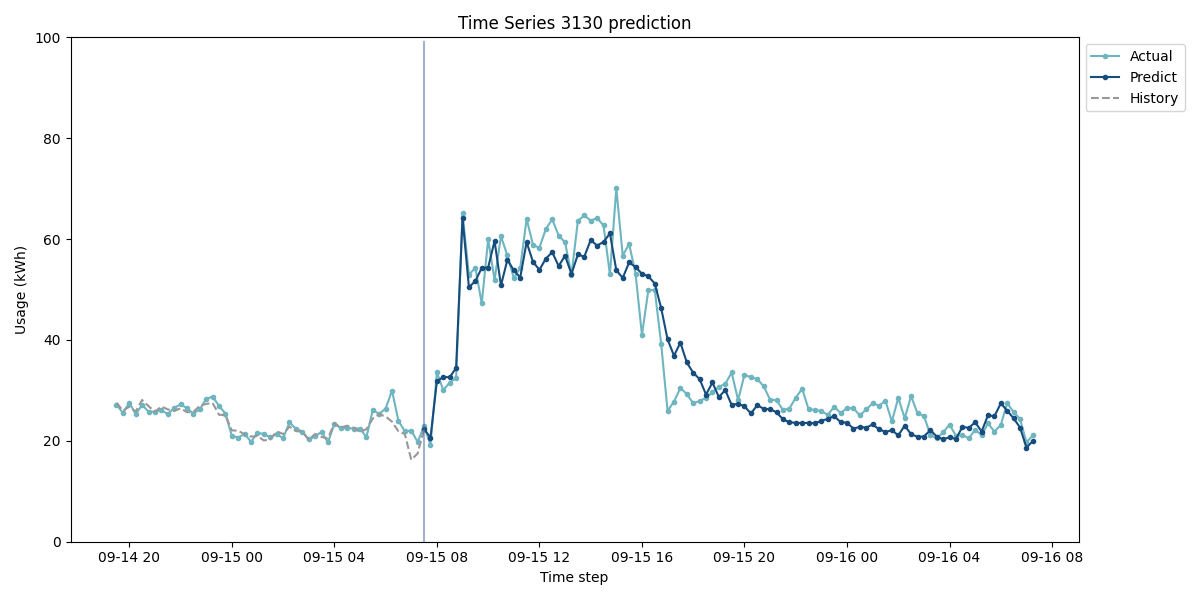 Time Series 3130 prediction
100
80
60
40
20
0
Usage (kWh)
09-14 20
09-15 00
09-15 04
09-15 08
09-15 12
09-15 16
09-15 20
09-16 00
09-16 04
09-16 08
Time step
Actual
Predict
History